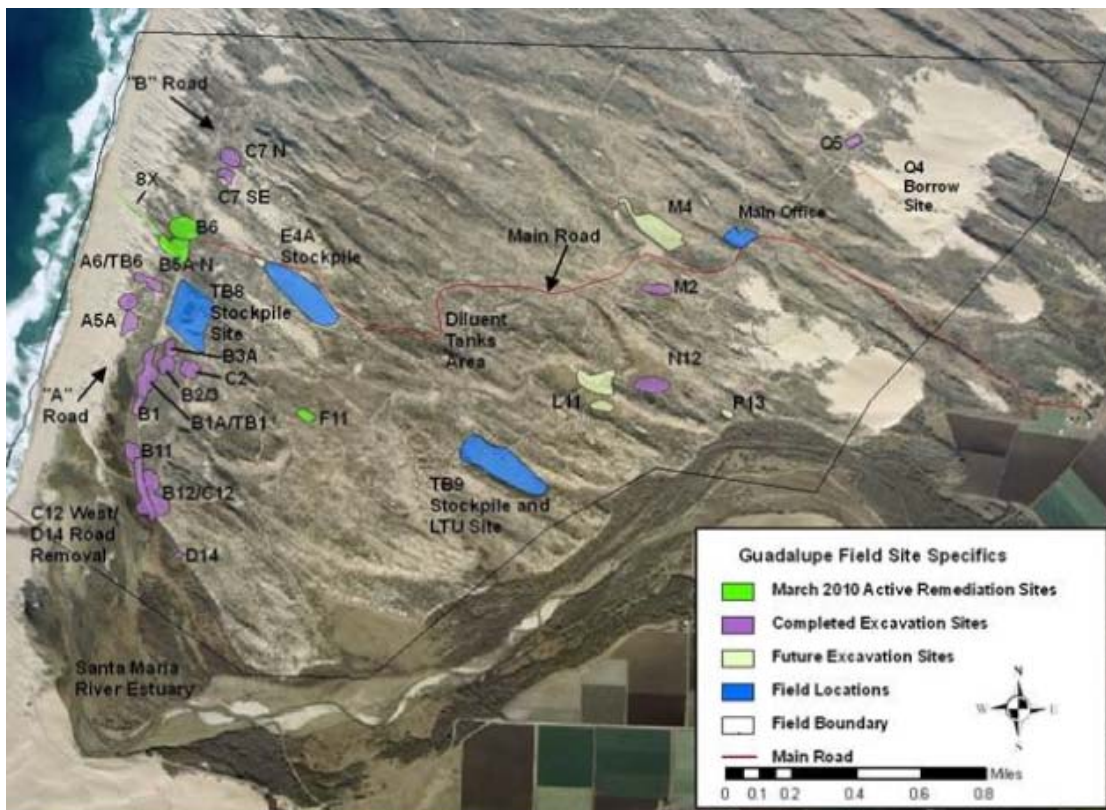 "B" Road
C7 N
C7 SE
8X
B6
B5A-N
A6/TB6
E4A
Stockpile
TB8
Stockpile
Site
A5A
"A"
Road
B3A
C2
B2/3
B1
B1A/TB1
B11
B12/C12
C12 West/
D14 Road
Removal
D14
F11
Santa Maria
River Estuary
Main Road
Diluent
Tanks
Area
M4
Main Office
M2
N12
L11
P13
TB9
Stockpile and
LTU Site
Q5
Q4
Borrow
Site
Guadalupe Field Site Specifics
March 2010 Active Remediation Sites
Completed Excavation Sites
Future Excavation Sites
Field Locations
Field Boundary
Main Road
N
W E
S
Miles
0 0.1 0.2 0.4 0.6 0.8